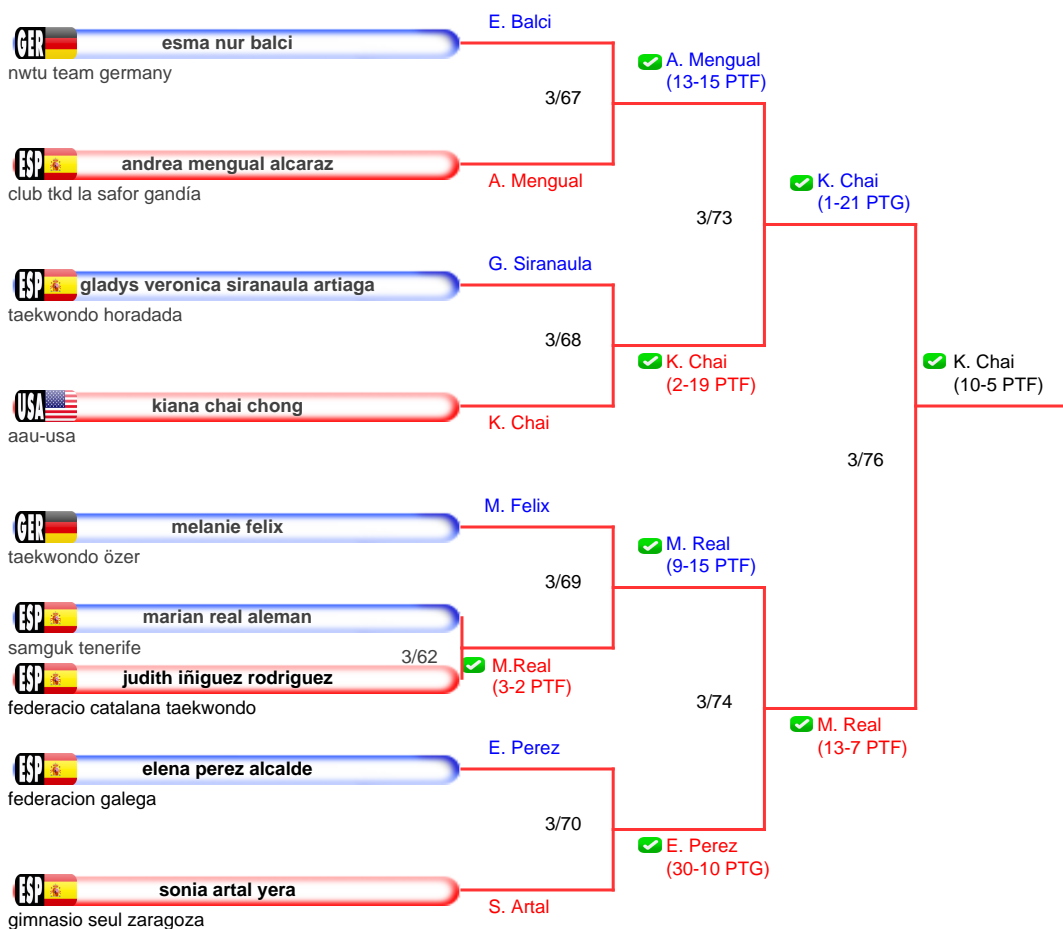 E. Balci
GER esma nur balci
nwtu team germany
A. Mengual
(13-15 PTF)
3/67
ESP andrea mengual alcaraz
club tkd la safor gandía
A. Mengual
K. Chai
(1-21 PTG)
3/73
G. Siranaula
ESP gladys veronica siranaula artiaga
taekwondo horadada
3/68
K. Chai
(2-19 PTF)
K. Chai
(10-5 PTF)
USA kiana chai chong
aau-usa
K. Chai
3/76
M. Felix
GER melanie felix
taekwondo özer
M. Real
(9-15 PTF)
3/69
ESP marian real aleman
samguk tenerife
3/62
M.Real
(3-2 PTF)
ESP judith iñiguez rodriguez
federacio catalana taekwondo
3/74
M. Real
(13-7 PTF)
E. Perez
ESP elena perez alcalde
federacion galega
3/70
E. Perez
(30-10 PTG)
ESP sonia artal yera
gimnasio seul zaragoza
S. Artal